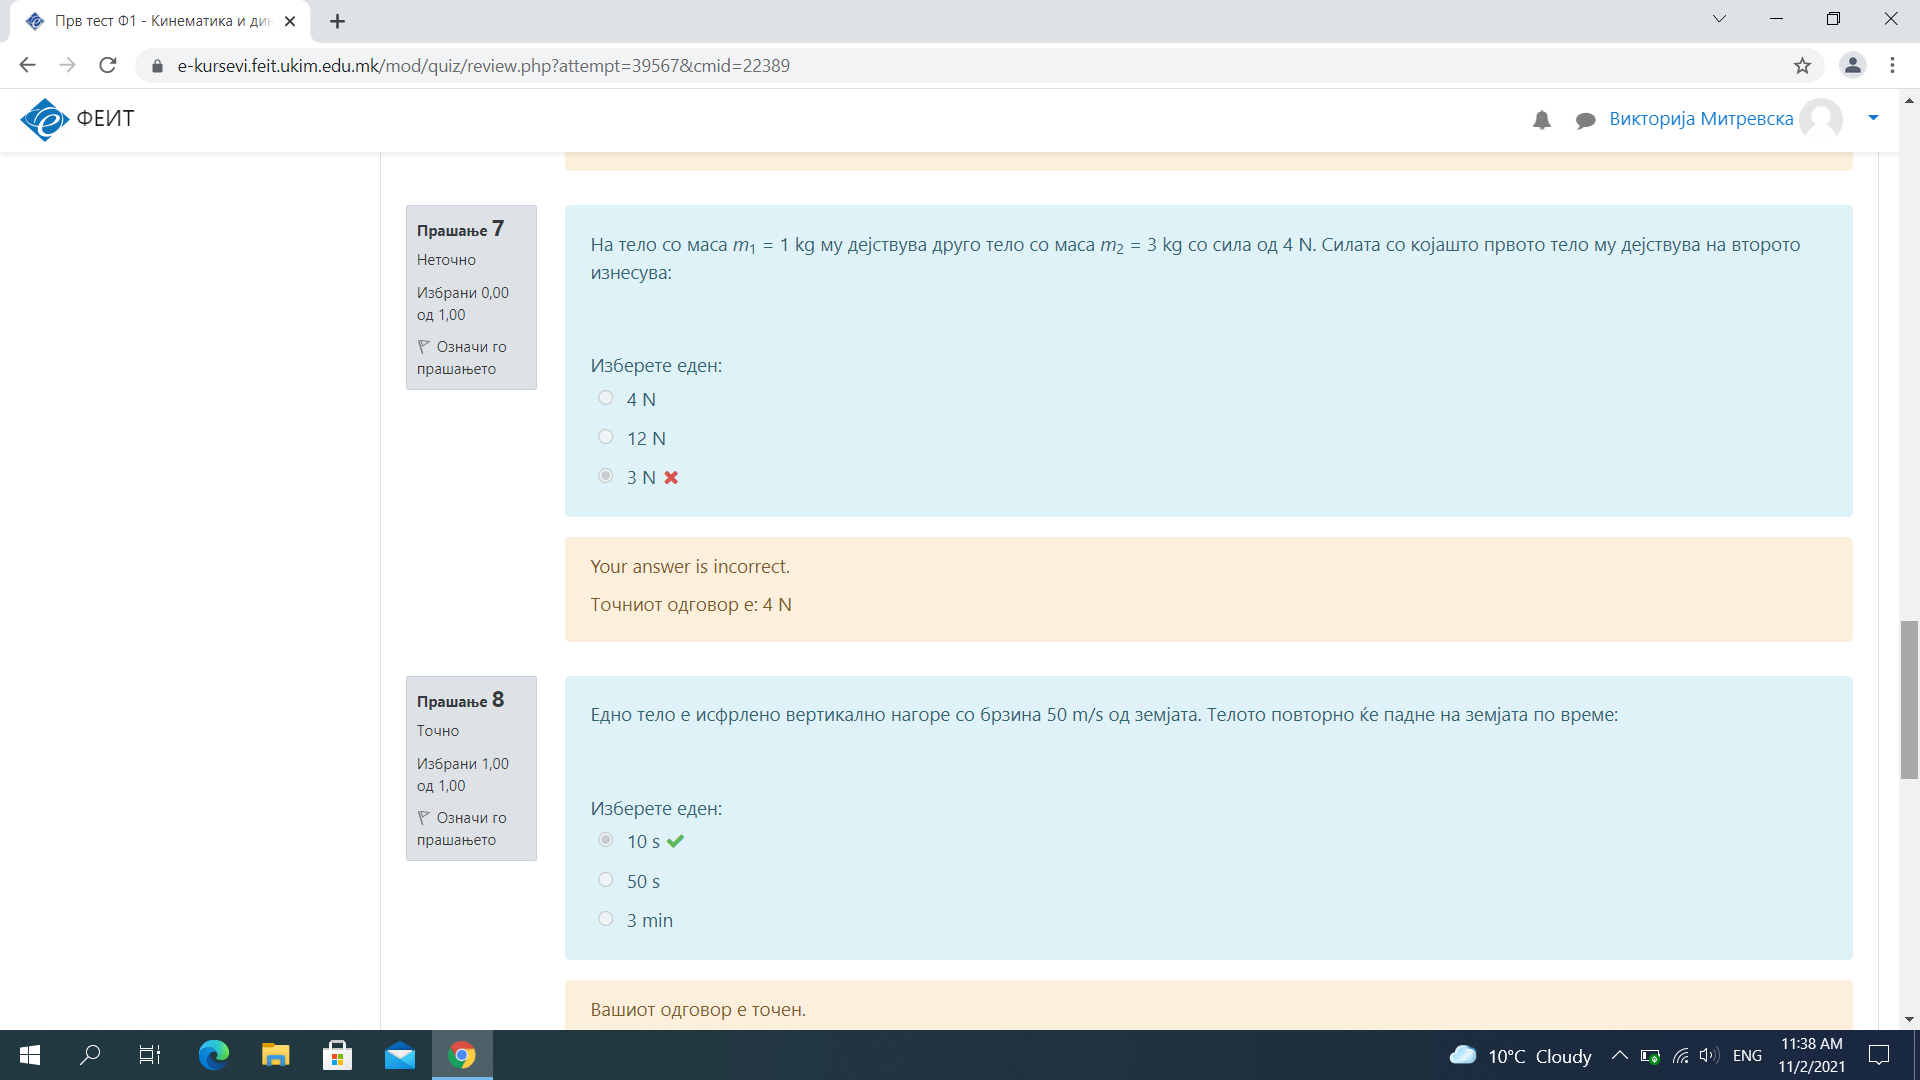 Прв тест Ф1 - Кинематика и дин
e-kursevi.feit.ukim.edu.mk/mod/quiz/review.php?attempt=39567&cmid=22389
ФЕИТ
Викторија Митревска
Прашање 7
Неточно
Избрани 0,00
од 1,00
Означи го
прашањето
На тело со маса m₁ = 1 kg му дејствува друго тело со маса m₂ = 3 kg со сила од 4 N. Силата со којашто првото тело му дејствува на второто
изнесува:
Изберете еден:
4 N
12 N
3 N
Your answer is incorrect.
Точниот одговор е: 4 N
Прашање 8
Точно
Избрани 1,00
од 1,00
Означи го
прашањето
Едно тело е исфрлено вертикално нагоре со брзина 50 m/s од земјата. Телото повторно ќе падне на земјата по време:
Изберете еден:
10 s
50 s
3 min
Вашиот одговор е точен.
10°C Cloudy
ENG
11:38 AM
11/2/2021